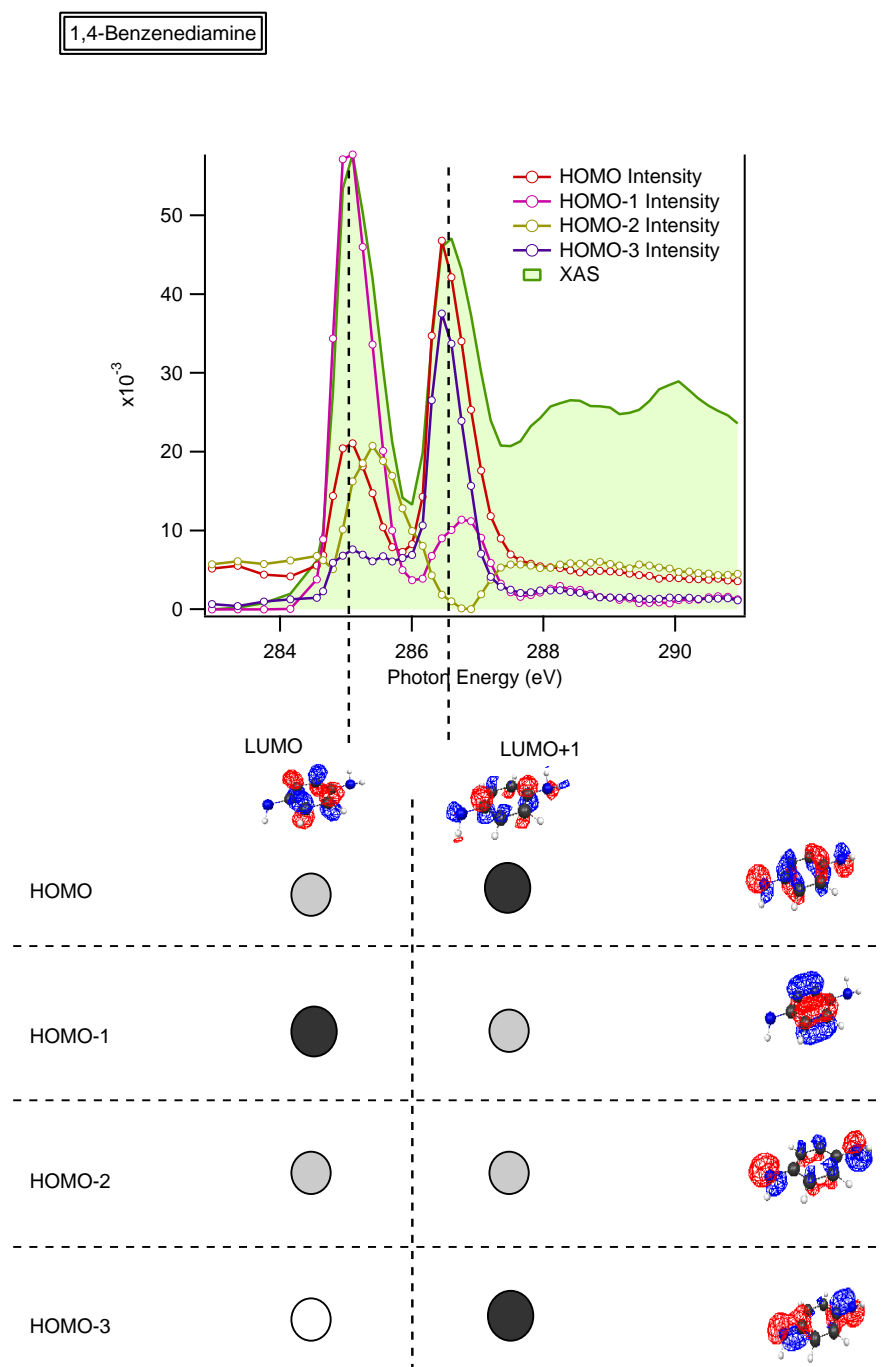 1,4-Benzenediamine
HOMO Intensity
HOMO-1 Intensity
HOMO-2 Intensity
HOMO-3 Intensity
XAS
x10-3
50
40
30
20
10
0
284
286
288
290
Photon Energy (eV)
LUMO
LUMO+1
HOMO
HOMO-1
HOMO-2
HOMO-3